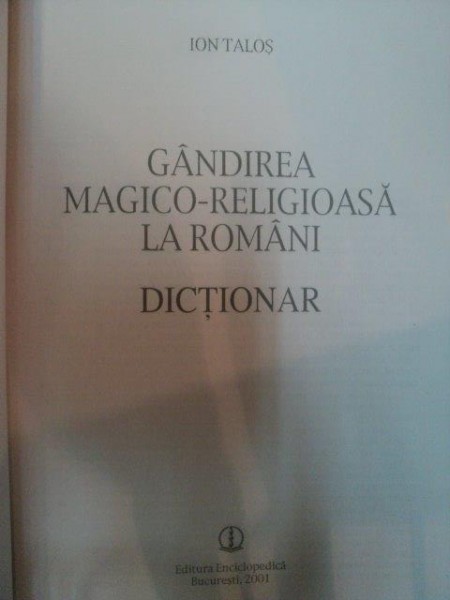 ION TALOȘ
GÂNDIREA
MAGICO-RELIGIOASĂ
LA ROMÂNI
DICȚIONAR
Editura Enciclopedică
București, 2001